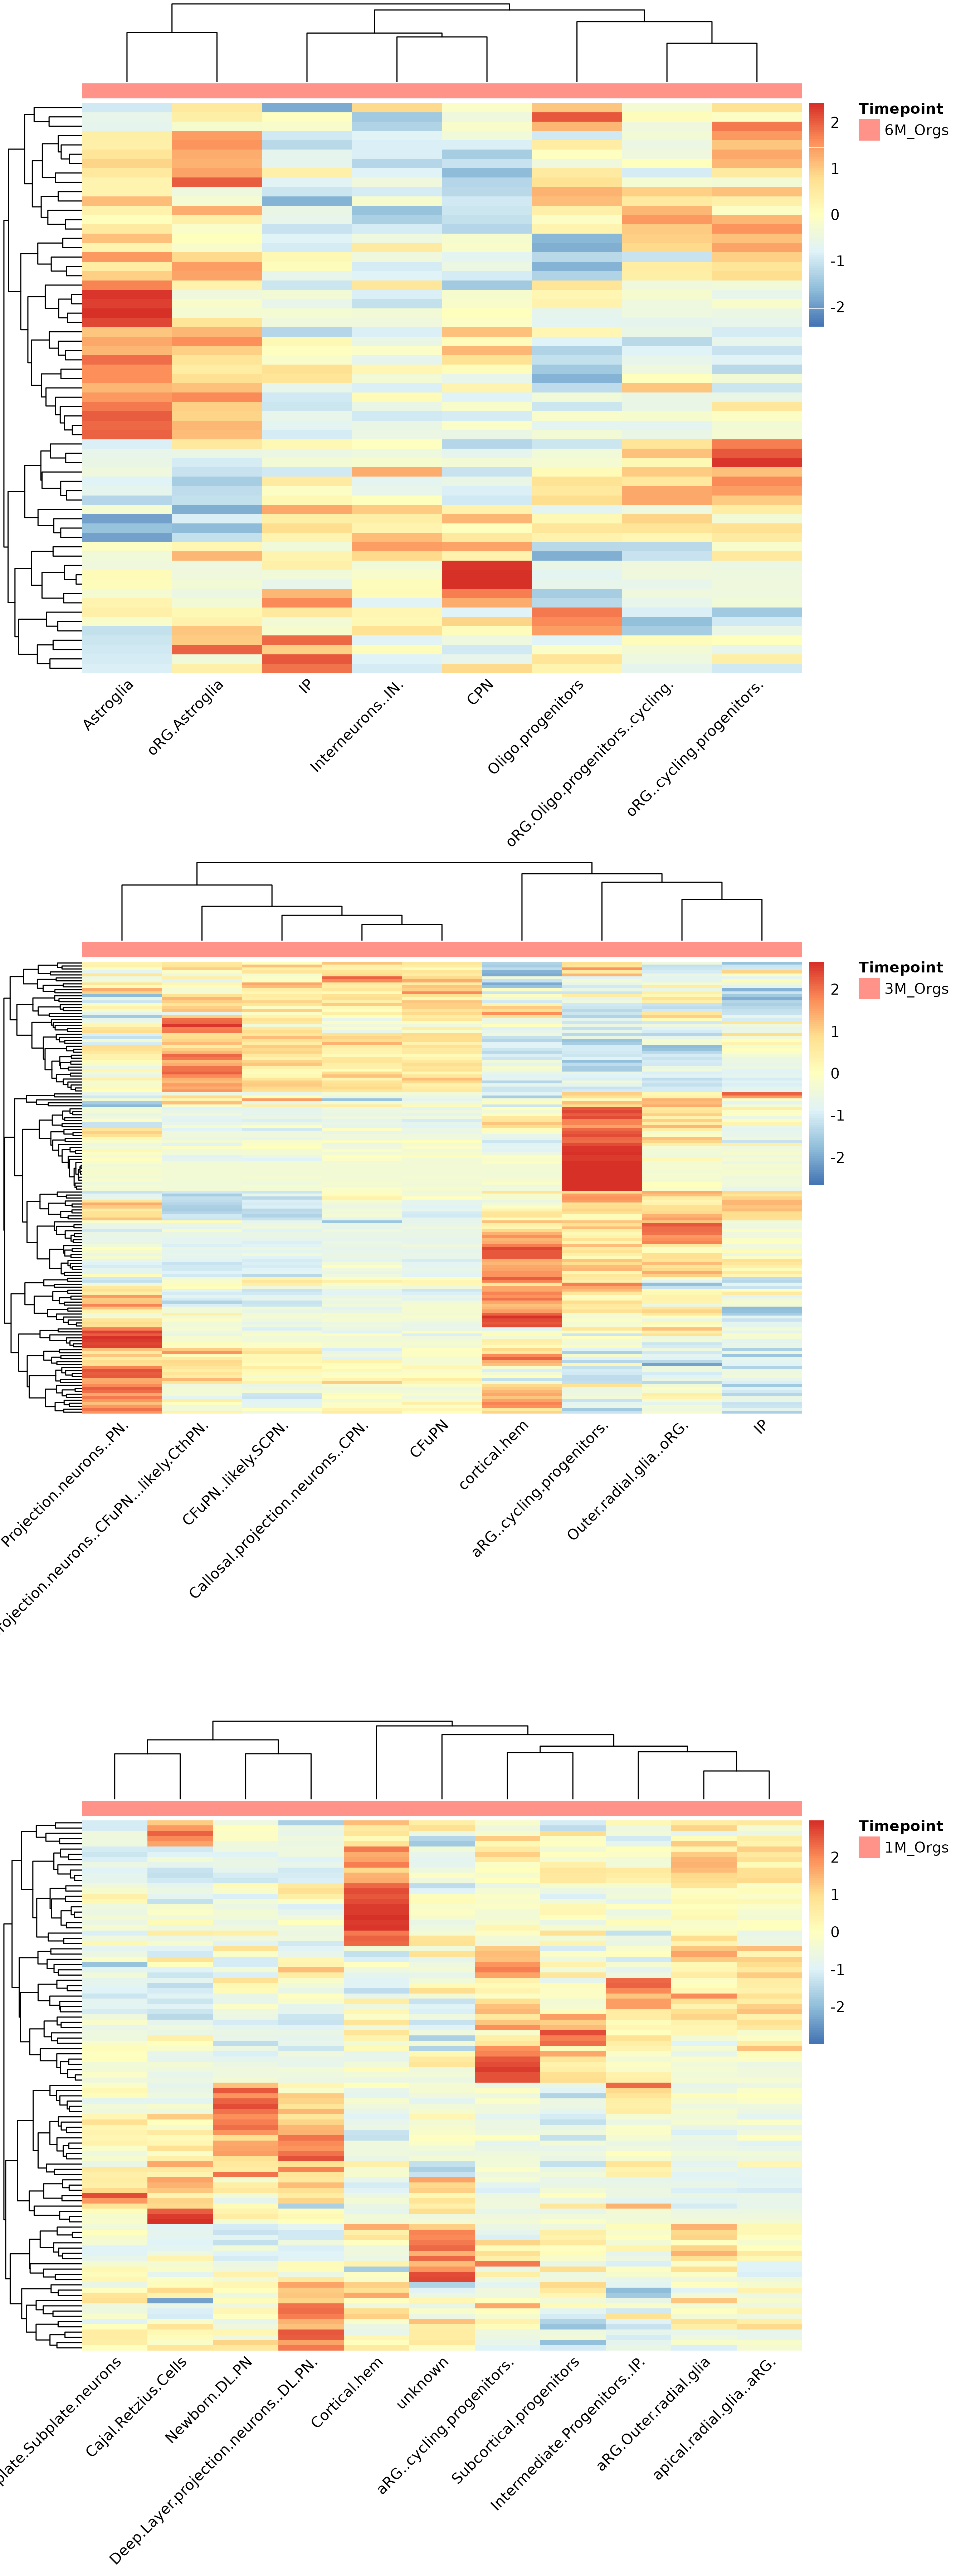 Timepoint
6M_Orgs
2
1
0
-1
-2
Astroglia
oRG.Astroglia
IP
Interneurons..IN.
CPN
Oligo.progenitors
oRG.Oligo.progenitors..cycling.
oRG..cycling.progenitors.
Timepoint
3M_Orgs
2
1
0
-1
-2
Projection.neurons..PN.
rojection.neurons..CFuPN...likely.CthPN.
CFuPN..likely.SCPN.
Callosal.projection.neurons..CPN.
CFuPN
cortical.hem
aRG..cycling.progenitors.
Outer.radial.glia..oRG.
IP
Timepoint
1M_Orgs
2
1
0
-1
-2
plate.Subplate.neurons
Cajal.Retzius.Cells
Newborn.DL.PN
Deep.Layer.projection.neurons..DL.PN.
Cortical.hem
unknown
aRG..cycling.progenitors.
Subcortical.progenitors
Intermediate.Progenitors..IP.
aRG.Outer.radial.glia
apical.radial.glia..aRG.